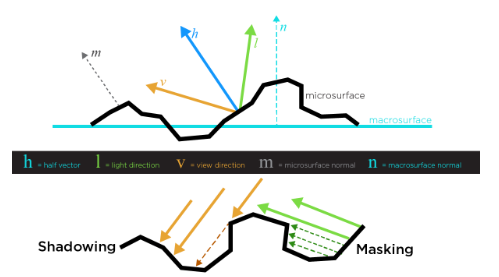 h
l
n
m
v
microsurface
macrosurface
h = half vector l = light direction v = view direction m = microsurface normal n = macrosurface normal
Shadowing
Masking